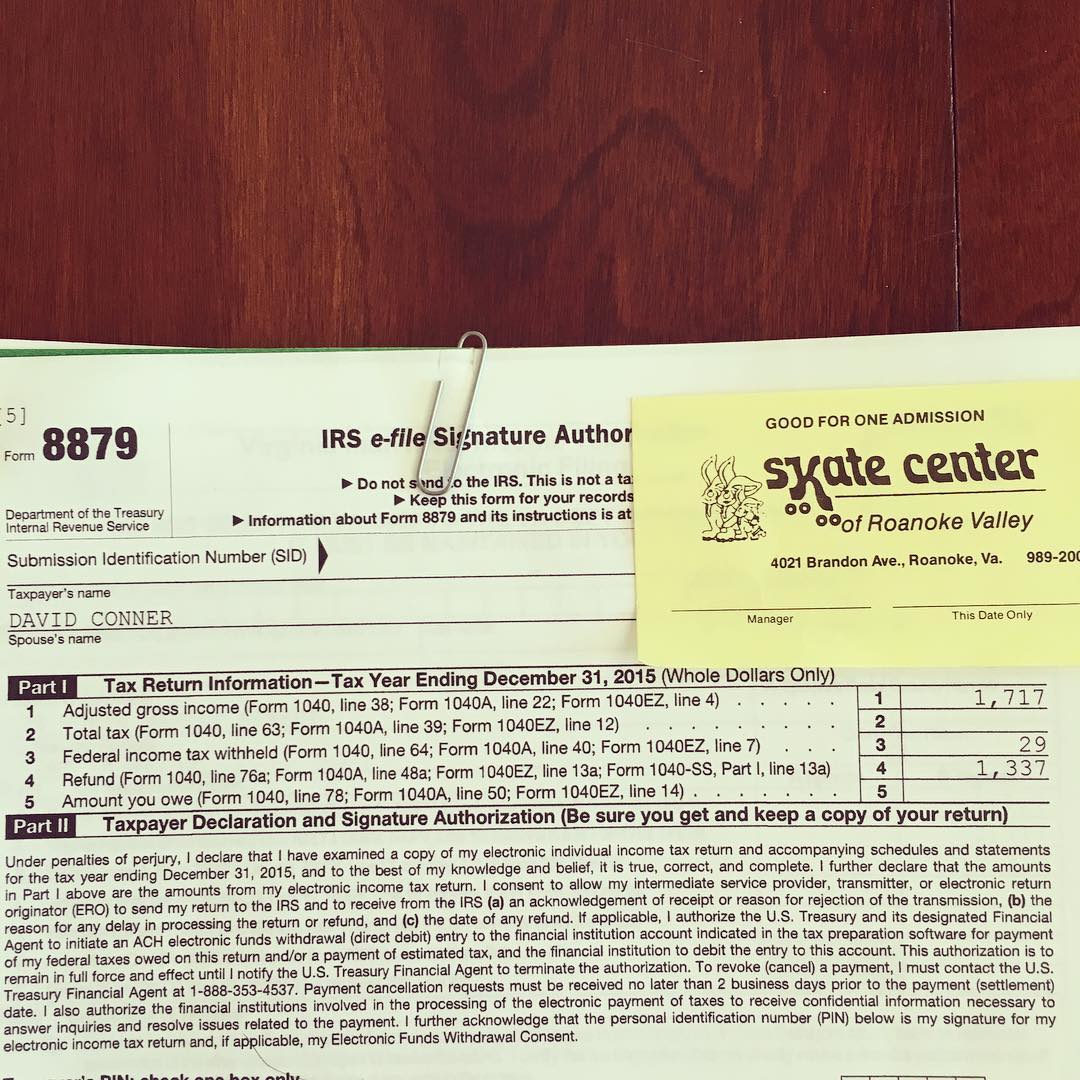 [5]
Form 8879
IRS e-file Signature Author
▶ Do not send to the IRS. This is not a ta
▶ Keep this form for your records
▶ Information about Form 8879 and its instructions is at
Department of the Treasury
Internal Revenue Service
GOOD FOR ONE ADMISSION
skate center
of Roanoke Valley
4021 Brandon Ave., Roanoke, Va. 989-200
Manager This Date Only
Submission Identification Number (SID)
Taxpayer's name
DAVID CONNER
Spouse's name
Part I Tax Return Information—Tax Year Ending December 31, 2015 (Whole Dollars Only)
1 Adjusted gross income (Form 1040, line 38; Form 1040A, line 22; Form 1040EZ, line 4) . . . . . 1 1,717
2 Total tax (Form 1040, line 63; Form 1040A, line 39; Form 1040EZ, line 12) . . . . . . . . . 2
3 Federal income tax withheld (Form 1040, line 64; Form 1040A, line 40; Form 1040EZ, line 7) . . . 3 29
4 Refund (Form 1040, line 76a; Form 1040A, line 48a; Form 1040EZ, line 13a; Form 1040-SS, Part I, line 13a) 4 1,337
5 Amount you owe (Form 1040, line 78; Form 1040A, line 50; Form 1040EZ, line 14) . . . . . . . 5
Part II Taxpayer Declaration and Signature Authorization (Be sure you get and keep a copy of your return)
Under penalties of perjury, I declare that I have examined a copy of my electronic individual income tax return and accompanying schedules and statements
for the tax year ending December 31, 2015, and to the best of my knowledge and belief, it is true, correct, and complete. I further declare that the amounts
in Part I above are the amounts from my electronic income tax return. I consent to allow my intermediate service provider, transmitter, or electronic return
originator (ERO) to send my return to the IRS and to receive from the IRS (a) an acknowledgement of receipt or reason for rejection of the transmission, (b) the
reason for any delay in processing the return or refund, and (c) the date of any refund. If applicable, I authorize the U.S. Treasury and its designated Financial
Agent to initiate an ACH electronic funds withdrawal (direct debit) entry to the financial institution account indicated in the tax preparation software for payment
of my federal taxes owed on this return and/or a payment of estimated tax, and the financial institution to debit the entry to this account. This authorization is to
remain in full force and effect until I notify the U.S. Treasury Financial Agent to terminate the authorization. To revoke (cancel) a payment, I must contact the U.S.
Treasury Financial Agent at 1-888-353-4537. Payment cancellation requests must be received no later than 2 business days prior to the payment (settlement)
date. I also authorize the financial institutions involved in the processing of the electronic payment of taxes to receive confidential information necessary to
answer inquiries and resolve issues related to the payment. I further acknowledge that the personal identification number (PIN) below is my signature for my
electronic income tax return and, if applicable, my Electronic Funds Withdrawal Consent.
PIN: check one box only